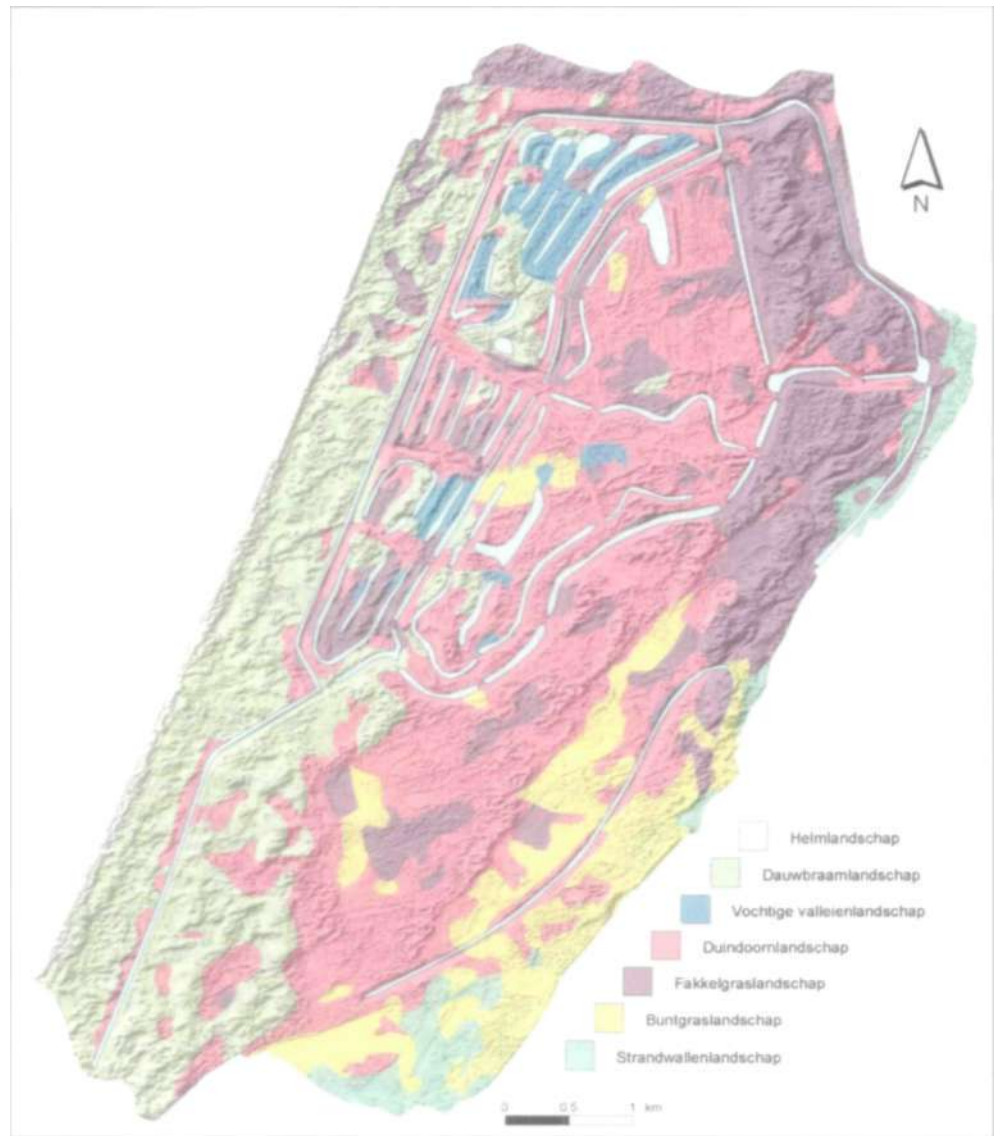 N
Helmlandschap
Dauwbraamlandschap
Vochtige valleienlandschap
Duindoornlandschap
Fakkelgraslandschap
Buntgraslandschap
Strandwallenlandschap
0 0.5 1 km